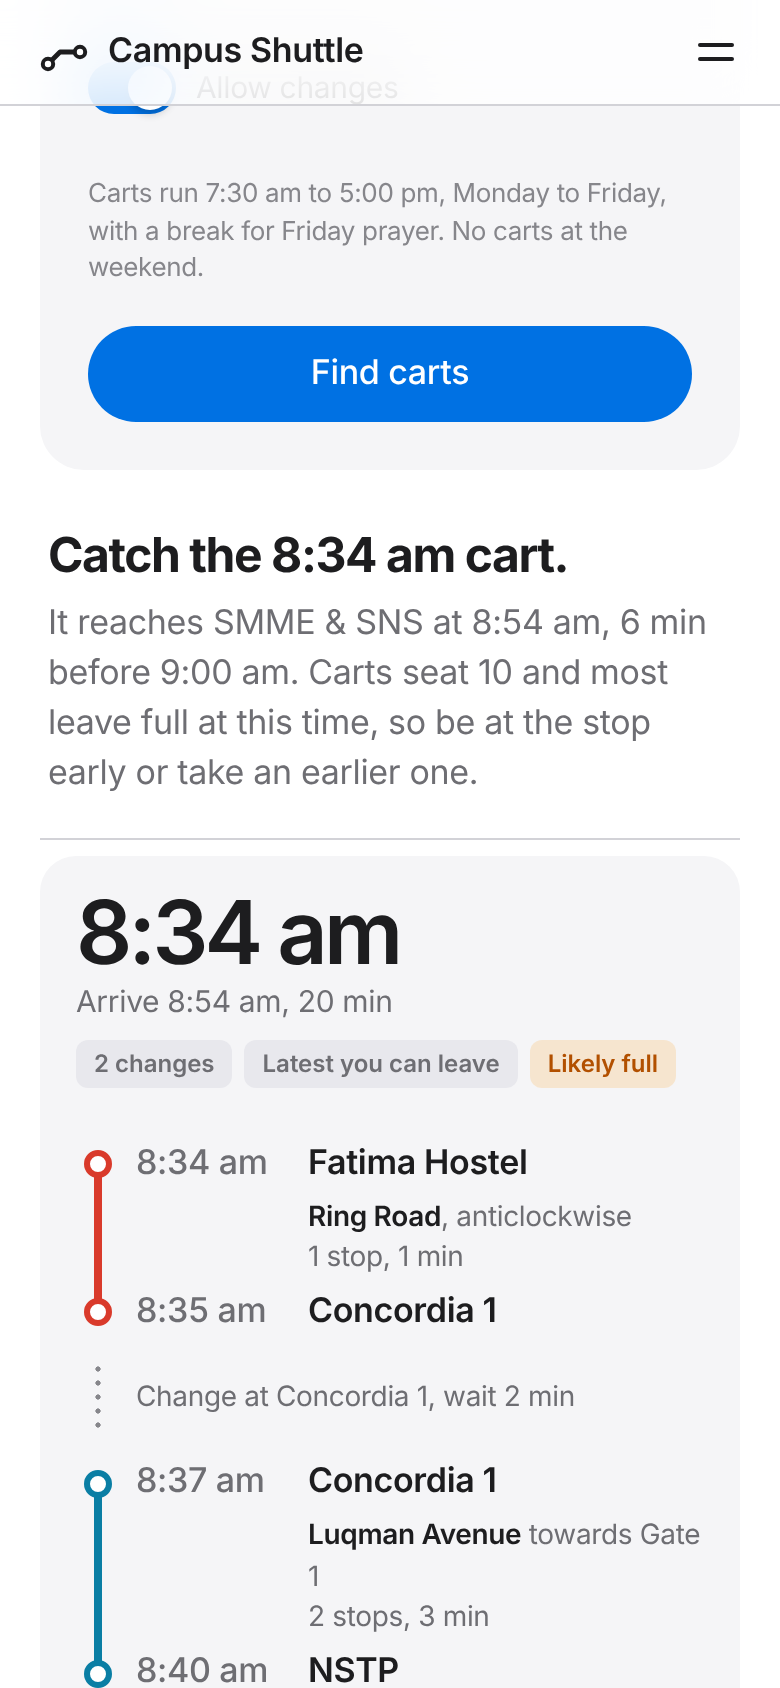 Campus Shuttle
Allow changes
Carts run 7:30 am to 5:00 pm, Monday to Friday,
with a break for Friday prayer. No carts at the
weekend.
Find carts
Catch the 8:34 am cart.
It reaches SMME & SNS at 8:54 am, 6 min
before 9:00 am. Carts seat 10 and most
leave full at this time, so be at the stop
early or take an earlier one.
8:34 am
Arrive 8:54 am, 20 min
2 changes Latest you can leave Likely full
8:34 am Fatima Hostel
Ring Road, anticlockwise
1 stop, 1 min
8:35 am Concordia 1
Change at Concordia 1, wait 2 min
8:37 am Concordia 1
Luqman Avenue towards Gate
1
2 stops, 3 min
8:40 am NSTP